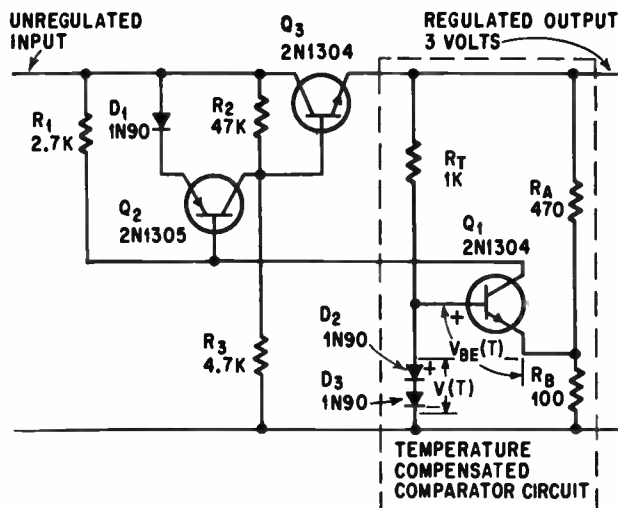 UNREGULATED
INPUT
Q3
2N1304
REGULATED OUTPUT
3 VOLTS
R1
2.7K
D1
1N90
R2
47K
Q2
2N1305
RT
1K
RA
470
Q1
2N1304
R3
4.7K
D2
1N90
D3
1N90
+
VBE(T)
–
+
V(T)
–
RB
100
TEMPERATURE
COMPENSATED
COMPARATOR CIRCUIT